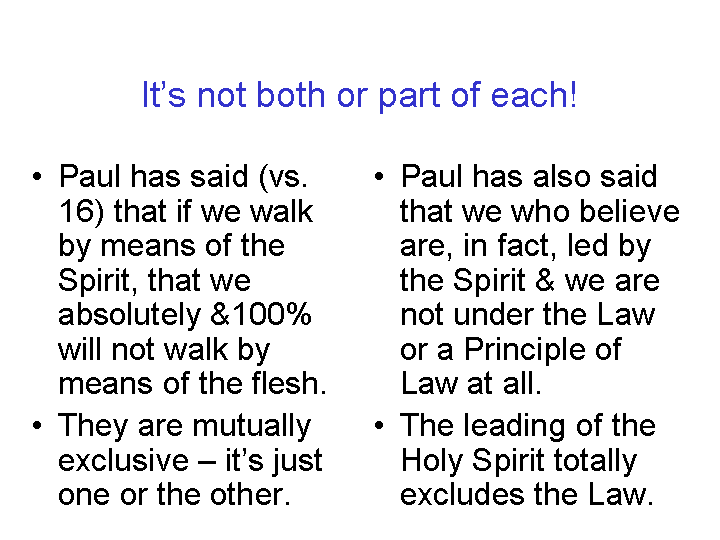 It's not both or part of each!
• Paul has said (vs.
16) that if we walk
by means of the
Spirit, that we
absolutely &100%
will not walk by
means of the flesh.
• They are mutually
exclusive – it's just
one or the other.
• Paul has also said
that we who believe
are, in fact, led by
the Spirit & we are
not under the Law
or a Principle of
Law at all.
• The leading of the
Holy Spirit totally
excludes the Law.